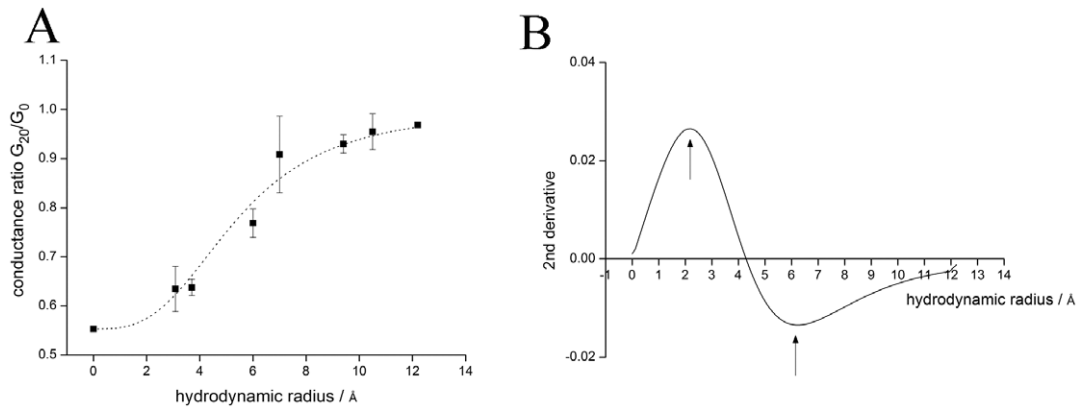 A
conductance ratio G20/G0
1.1
1.0
0.9
0.8
0.7
0.6
0.5
0 2 4 6 8 10 12 14
hydrodynamic radius / Å
B
2nd derivative
0.04
0.02
0.00
-0.02
-1 0 1 2 3 4 5 6 7 8 9 10 11 12 13 14
hydrodynamic radius / Å